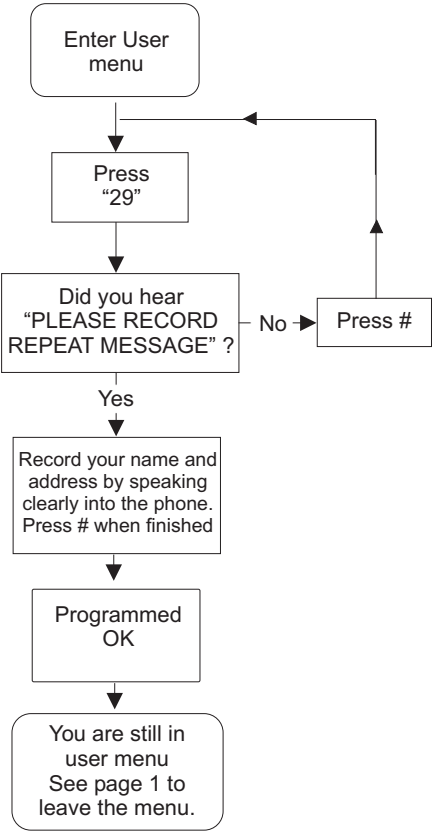 Enter User
menu
Press
“29”
Did you hear
“PLEASE RECORD
REPEAT MESSAGE” ?
No
Press #
Yes
Record your name and
address by speaking
clearly into the phone.
Press # when finished
Programmed
OK
You are still in
user menu
See page 1 to
leave the menu.